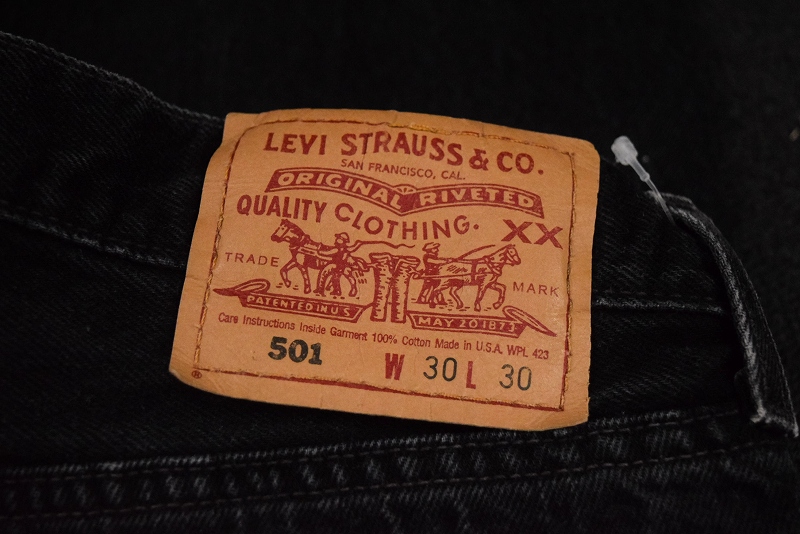 LEVI STRAUSS & CO.
SAN FRANCISCO, CAL.
ORIGINAL RIVETED
QUALITY CLOTHING.
XX
TRADE MARK
PATENTED IN U.S.
MAY 20 1873
Care Instructions Inside Garment 100% Cotton Made in U.S.A. WPL 423
501 W 30 L 30
®